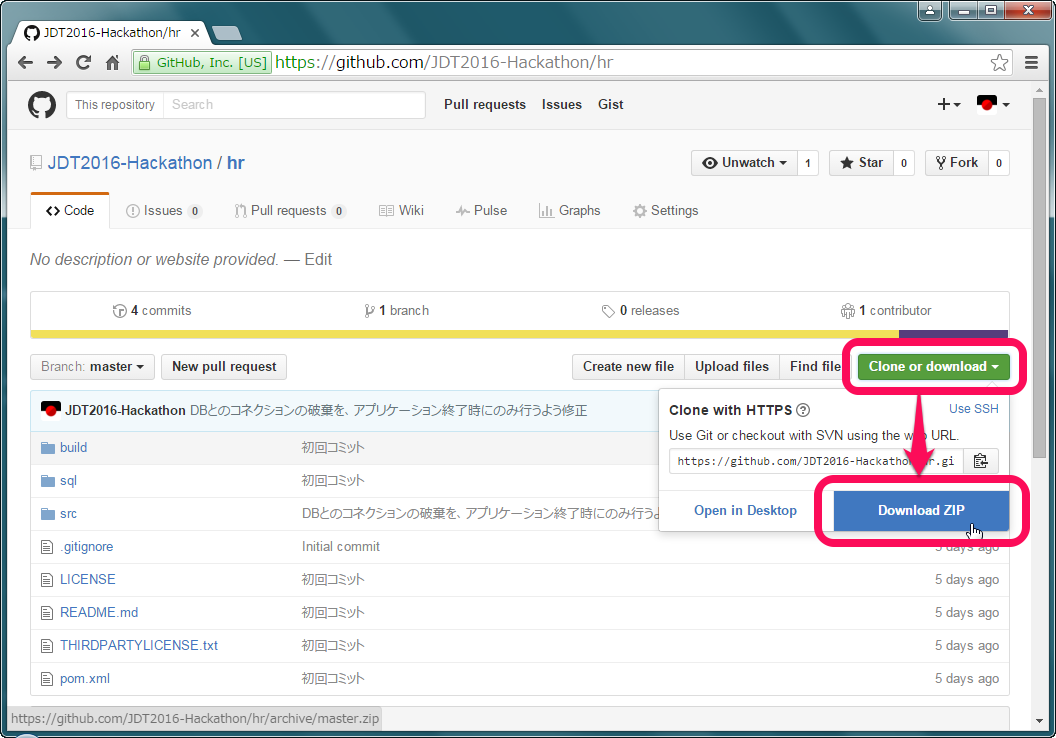 JDT2016-Hackathon/hr
GitHub, Inc. [US] https://github.com/JDT2016-Hackathon/hr
This repository Search Pull requests Issues Gist
JDT2016-Hackathon / hr Unwatch 1 Star 0 Fork 0
Code Issues 0 Pull requests 0 Wiki Pulse Graphs Settings
No description or website provided. — Edit
4 commits 1 branch 0 releases 1 contributor
Branch: master New pull request Create new file Upload files Find file Clone or download
JDT2016-Hackathon DBとのコネクションの破棄を、アプリケーション終了時にのみ行うよう修正
Clone with HTTPS Use SSH
Use Git or checkout with SVN using the web URL.
https://github.com/JDT2016-Hackathon/hr.gi
Open in Desktop Download ZIP
build 初回コミット
sql 初回コミット
src DBとのコネクションの破棄を、アプリケーション終了時にのみ行うよ
.gitignore Initial commit 5 days ago
LICENSE 初回コミット 5 days ago
README.md 初回コミット 5 days ago
THIRDPARTYLICENSE.txt 初回コミット 5 days ago
pom.xml 初回コミット 5 days ago
https://github.com/JDT2016-Hackathon/hr/archive/master.zip